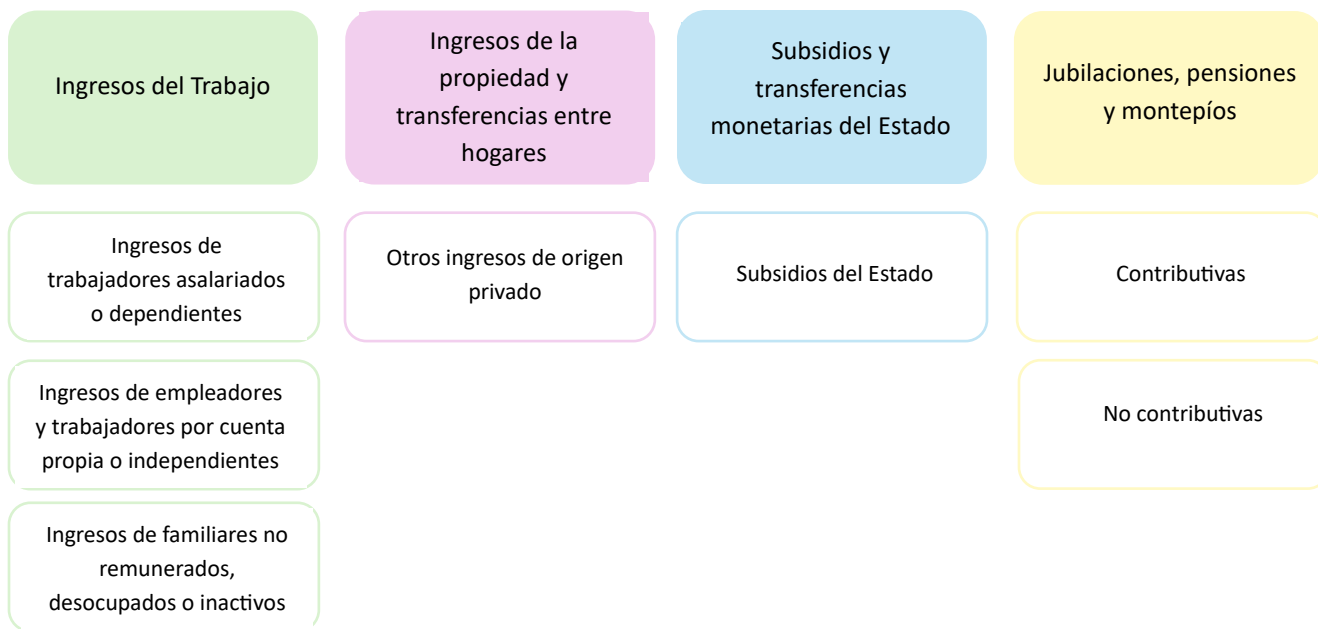 Ingresos del Trabajo
Ingresos de la
propiedad y
transferencias entre
hogares
Subsidios y
transferencias
monetarias del Estado
Jubilaciones, pensiones
y montepíos
Ingresos de
trabajadores asalariados
o dependientes
Otros ingresos de origen
privado
Subsidios del Estado
Contributivas
Ingresos de empleadores
y trabajadores por cuenta
propia o independientes
No contributivas
Ingresos de familiares no
remunerados,
desocupados o inactivos